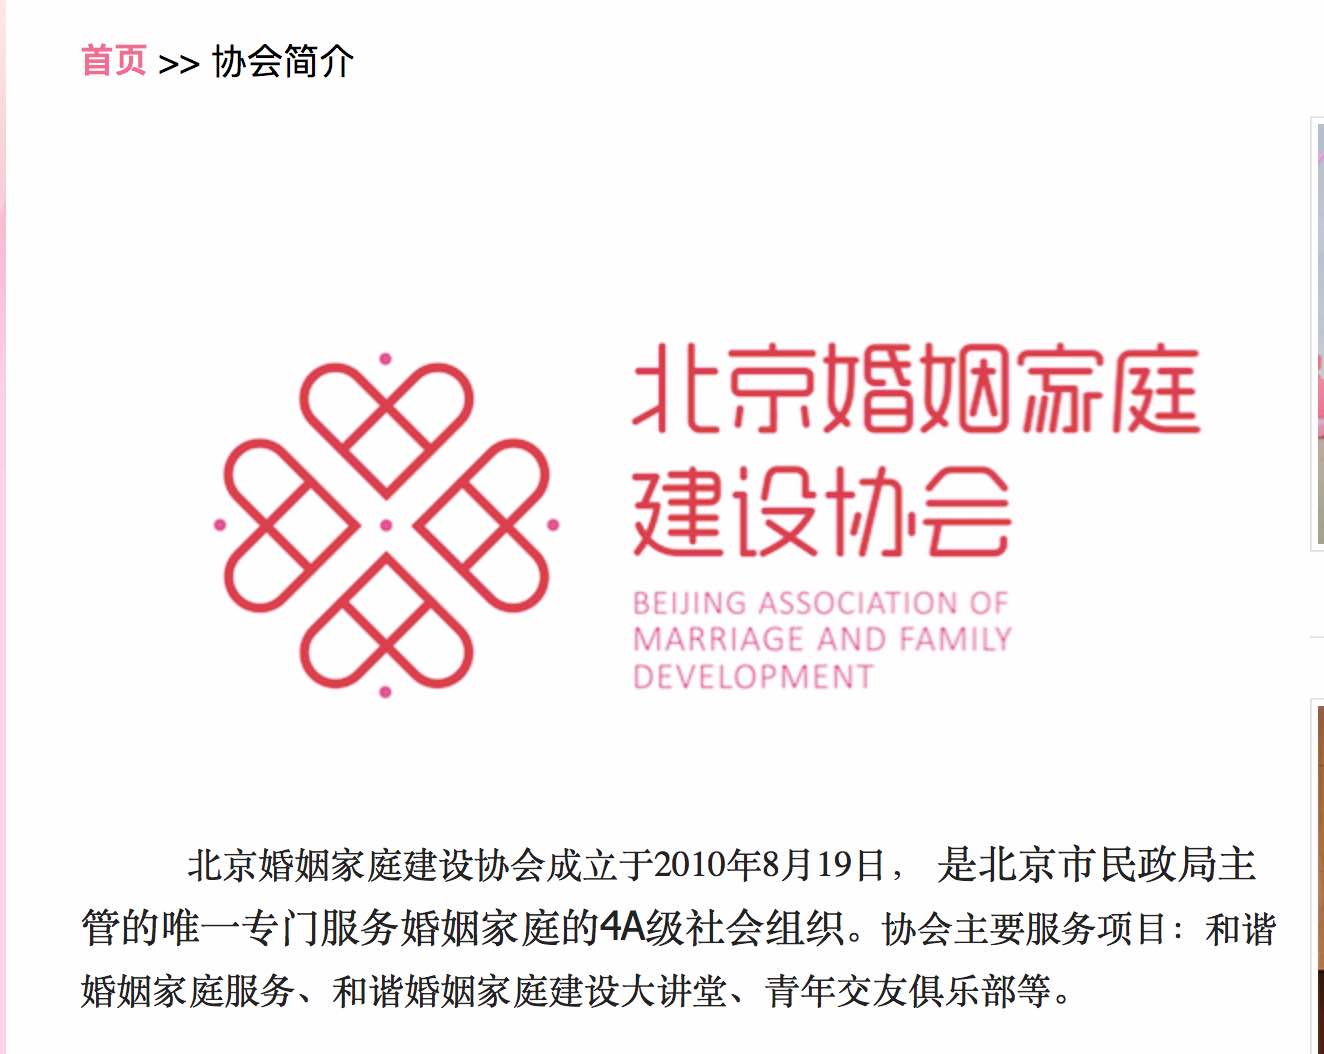 首页 >> 协会简介
北京婚姻家庭
建设协会
BEIJING ASSOCIATION OF
MARRIAGE AND FAMILY
DEVELOPMENT
北京婚姻家庭建设协会成立于2010年8月19日， 是北京市民政局主
管的唯一专门服务婚姻家庭的4A级社会组织。协会主要服务项目：和谐
婚姻家庭服务、和谐婚姻家庭建设大讲堂、青年交友俱乐部等。